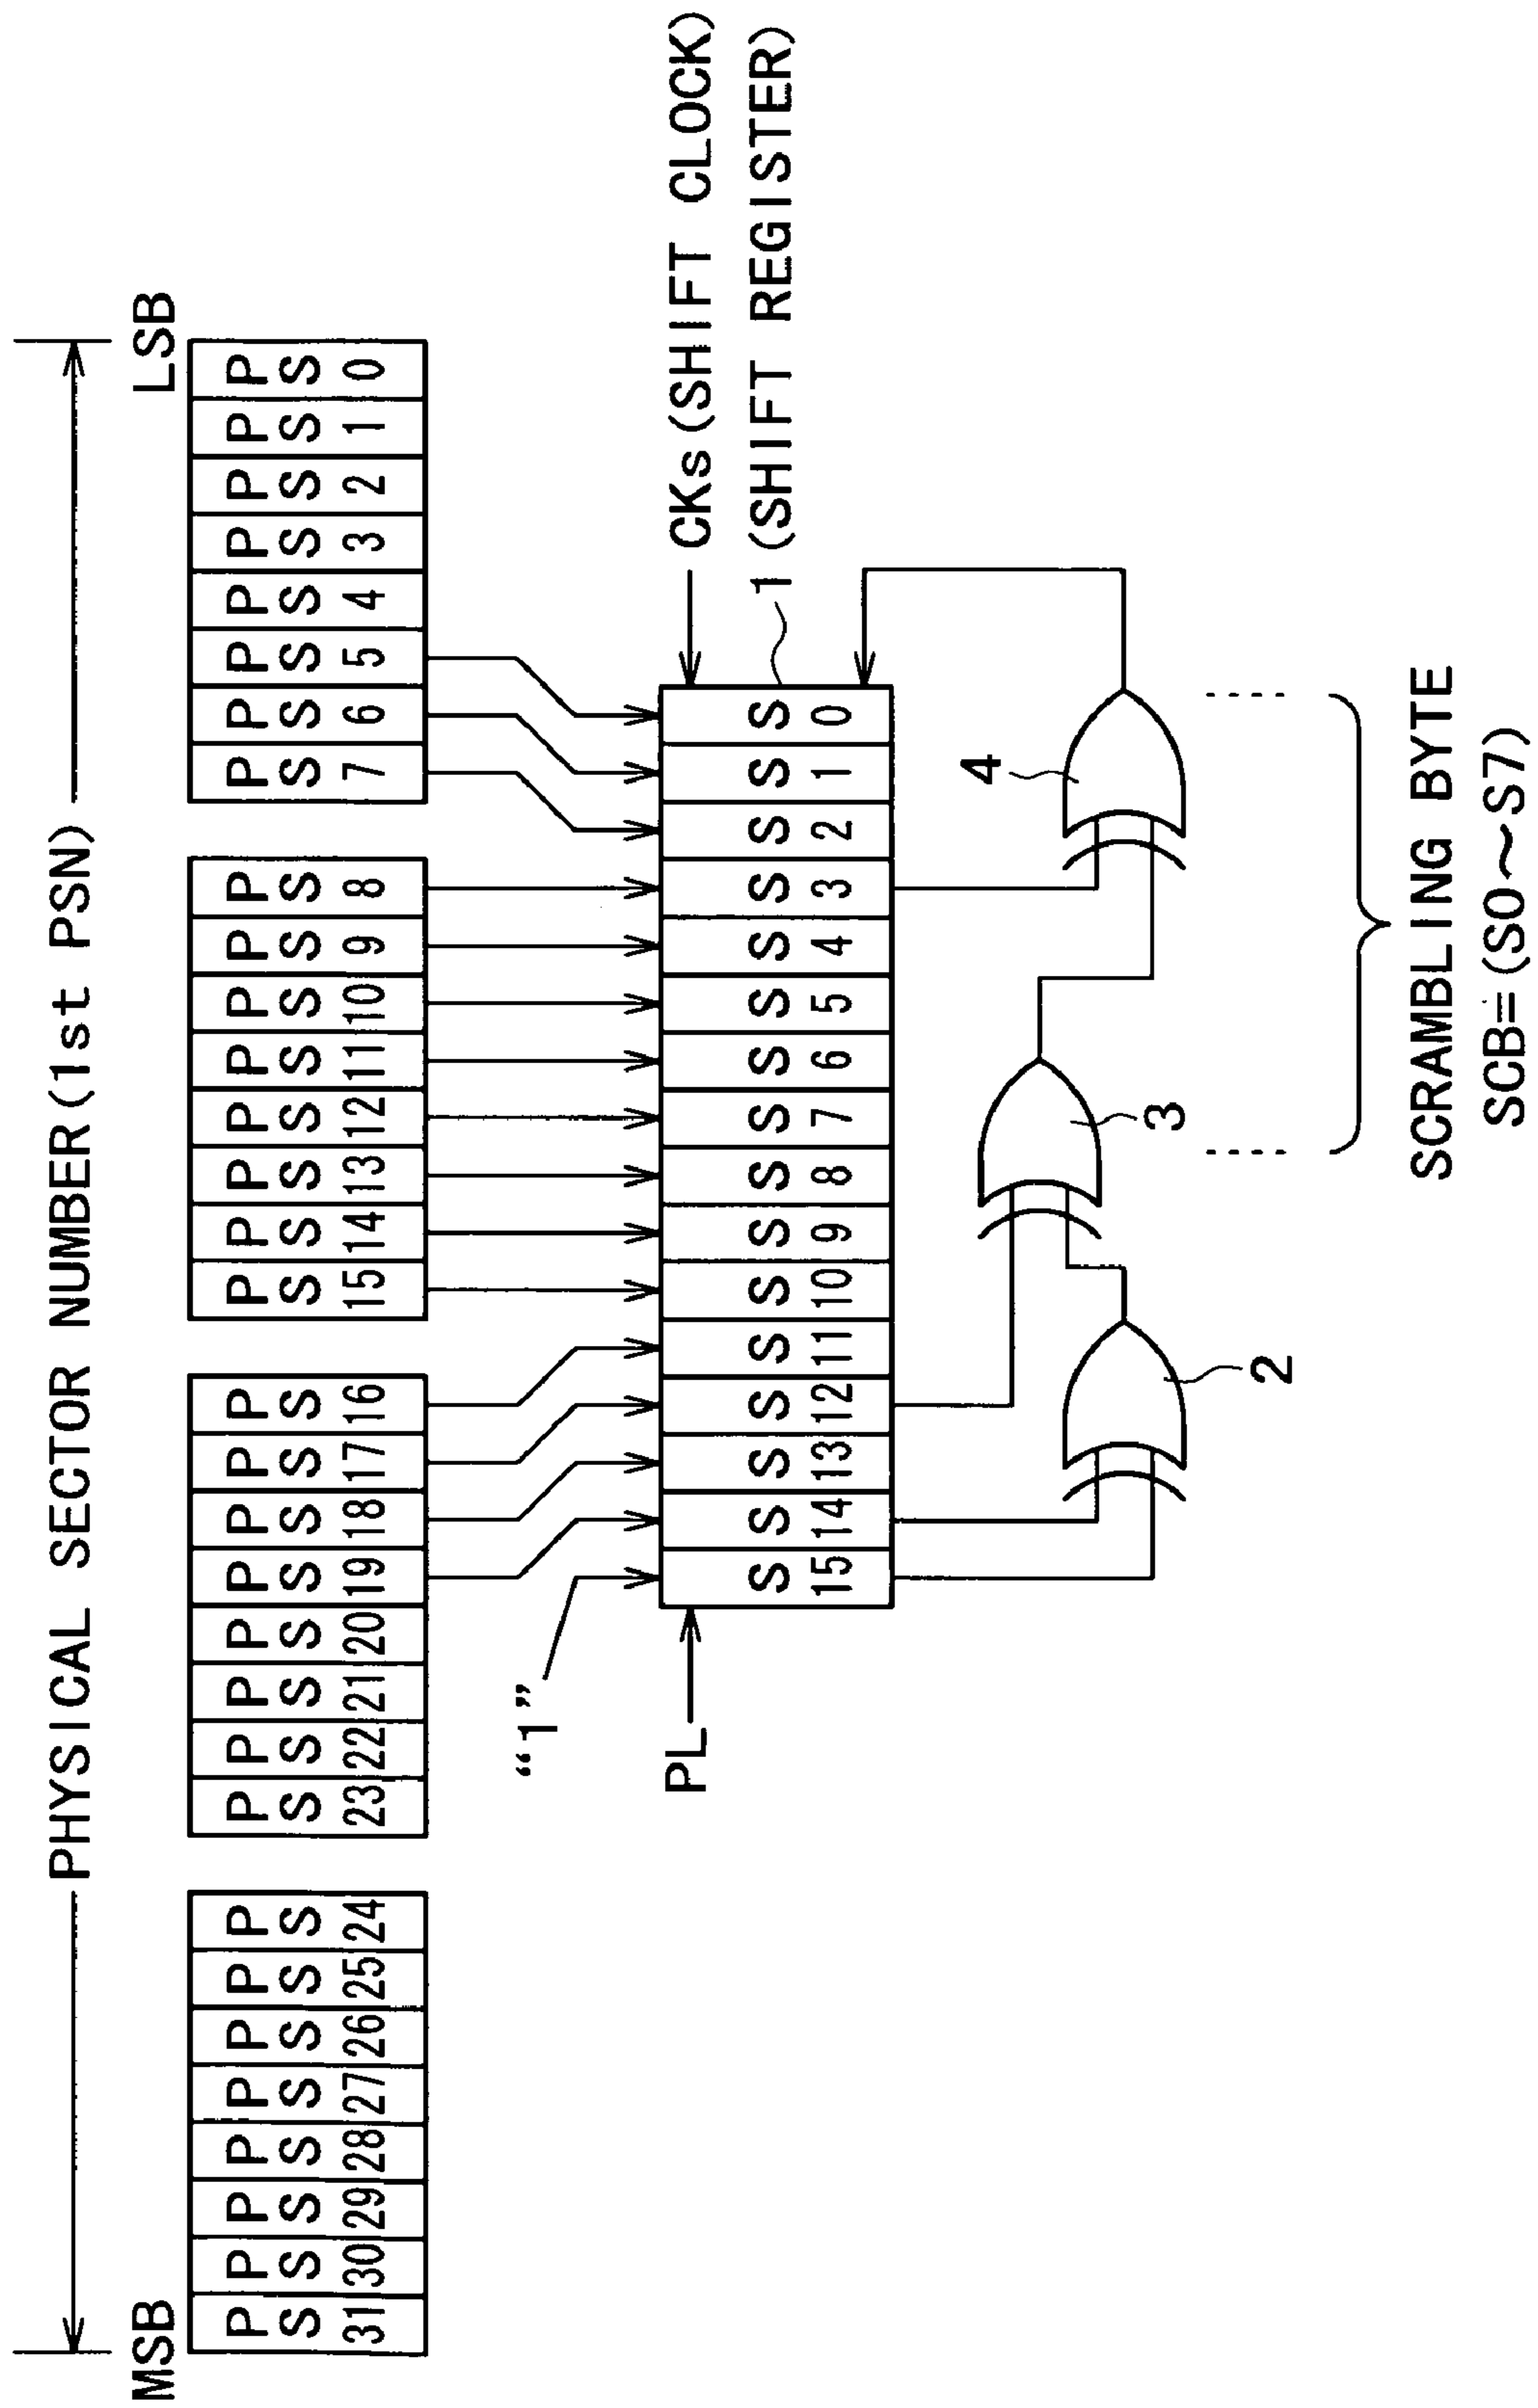 PHYSICAL SECTOR NUMBER(1st PSN)
MSB
LSB
PS31 PS30 PS29 PS28 PS27 PS26 PS25 PS24
PS23 PS22 PS21 PS20 PS19 PS18 PS17 PS16
PS15 PS14 PS13 PS12 PS11 PS10 PS9 PS8
PS7 PS6 PS5 PS4 PS3 PS2 PS1 PS0
“1”
PL
CKs(SHIFT CLOCK)
S15 S14 S13 S12 S11 S10 S9 S8 S7 S6 S5 S4 S3 S2 S1 S0
1(SHIFT REGISTER)
4
3
2
SCRAMBLING BYTE
SCB=(S0~S7)